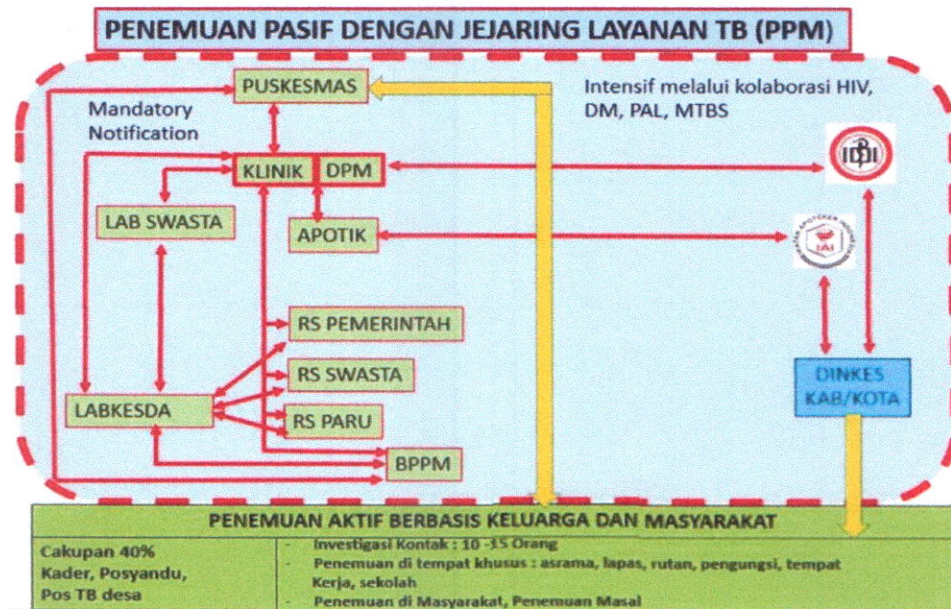 PENEMUAN PASIF DENGAN JEJARING LAYANAN TB (PPM)
PUSKESMAS
Intensif melalui kolaborasi HIV,
DM, PAL, MTBS
Mandatory
Notification
KLINIK
DPM
IDI
LAB SWASTA
APOTIK
IAI
RS PEMERINTAH
RS SWASTA
DINKES
KAB/KOTA
LABKESDA
RS PARU
BPPM
PENEMUAN AKTIF BERBASIS KELUARGA DAN MASYARAKAT
Cakupan 40%
Kader, Posyandu,
Pos TB desa
- Investigasi Kontak : 10 -15 Orang
- Penemuan di tempat khusus : asrama, lapas, rutan, pengungsi, tempat
Kerja, sekolah
- Penemuan di Masyarakat, Penemuan Masal